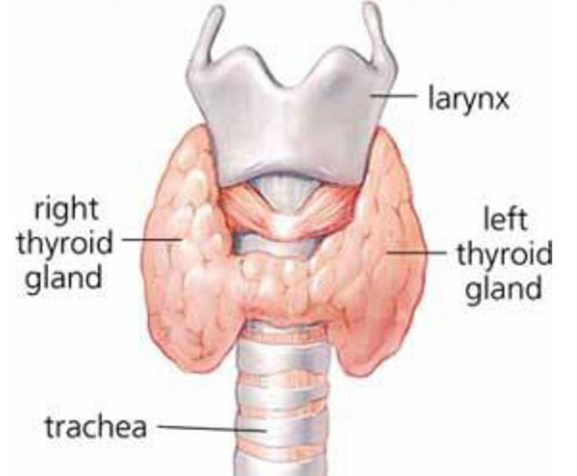 larynx
right
thyroid
gland
left
thyroid
gland
trachea